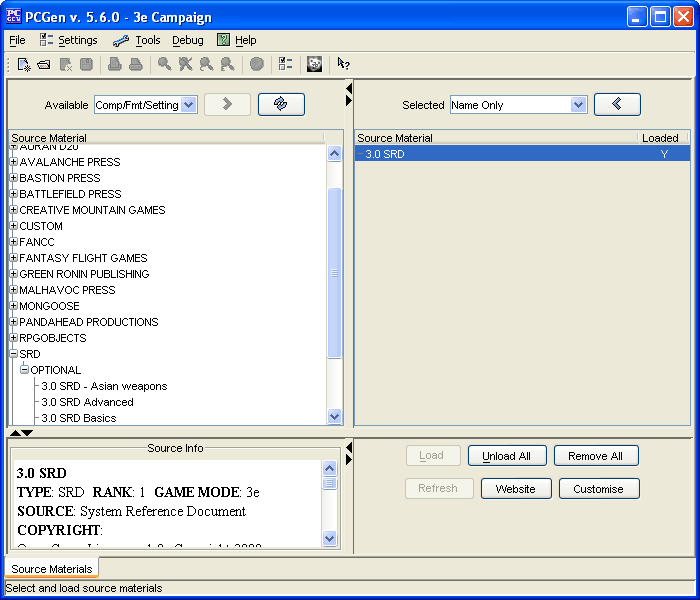 PCGen v. 5.6.0 - 3e Campaign
File Settings Tools Debug Help
Available Comp/Fmt/Setting
Selected Name Only
Source Material
AURAN D20
AVALANCHE PRESS
BASTION PRESS
BATTLEFIELD PRESS
CREATIVE MOUNTAIN GAMES
CUSTOM
FANCC
FANTASY FLIGHT GAMES
GREEN RONIN PUBLISHING
MALHAVOC PRESS
MONGOOSE
PANDAHEAD PRODUCTIONS
RPGOBJECTS
SRD
OPTIONAL
3.0 SRD - Asian weapons
3.0 SRD Advanced
3.0 SRD Basics
Source Material Loaded
3.0 SRD Y
Source Info
3.0 SRD
TYPE: SRD RANK: 1 GAME MODE: 3e
SOURCE: System Reference Document
COPYRIGHT:
Load Unload All Remove All
Refresh Website Customise
Source Materials
Select and load source materials